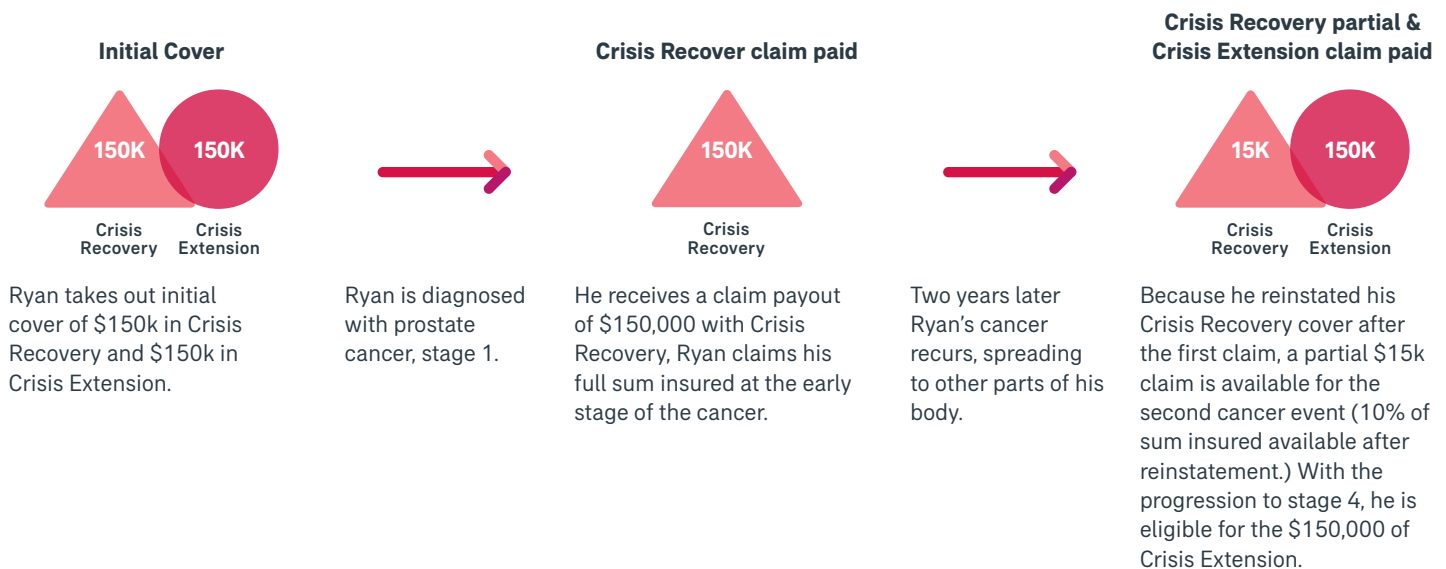 Initial Cover
150K
150K
Crisis
Recovery
Crisis
Extension
Ryan takes out initial
cover of $150k in Crisis
Recovery and $150k in
Crisis Extension.
Ryan is diagnosed
with prostate
cancer, stage 1.
Crisis Recover claim paid
150K
Crisis
Recovery
He receives a claim payout
of $150,000 with Crisis
Recovery, Ryan claims his
full sum insured at the early
stage of the cancer.
Two years later
Ryan’s cancer
recurs, spreading
to other parts of his
body.
Crisis Recovery partial &
Crisis Extension claim paid
15K
150K
Crisis
Recovery
Crisis
Extension
Because he reinstated his
Crisis Recovery cover after
the first claim, a partial $15k
claim is available for the
second cancer event (10% of
sum insured available after
reinstatement.) With the
progression to stage 4, he is
eligible for the $150,000 of
Crisis Extension.